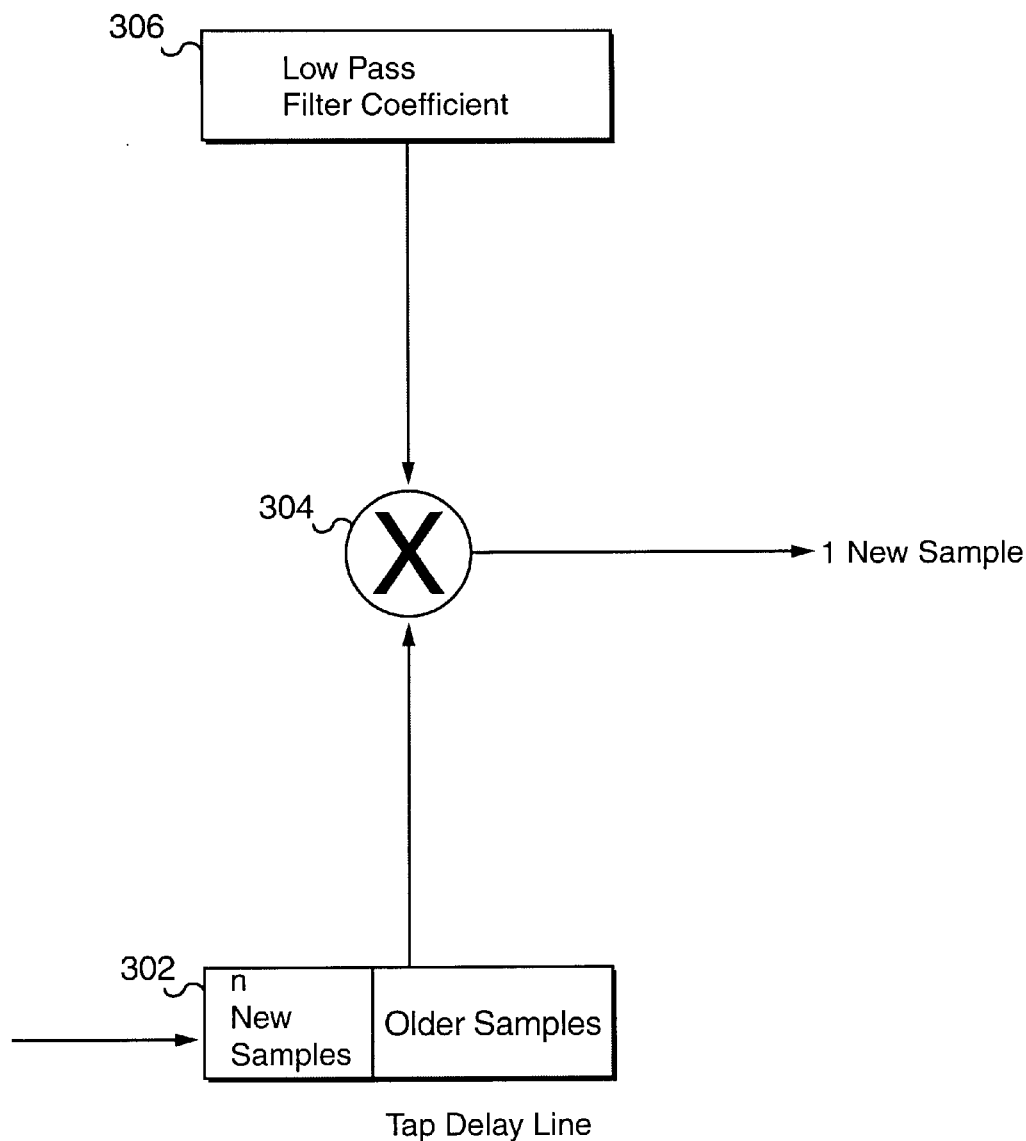 306
Low Pass
Filter Coefficient
304
X
1 New Sample
302
n
New
Samples
Older Samples
Tap Delay Line